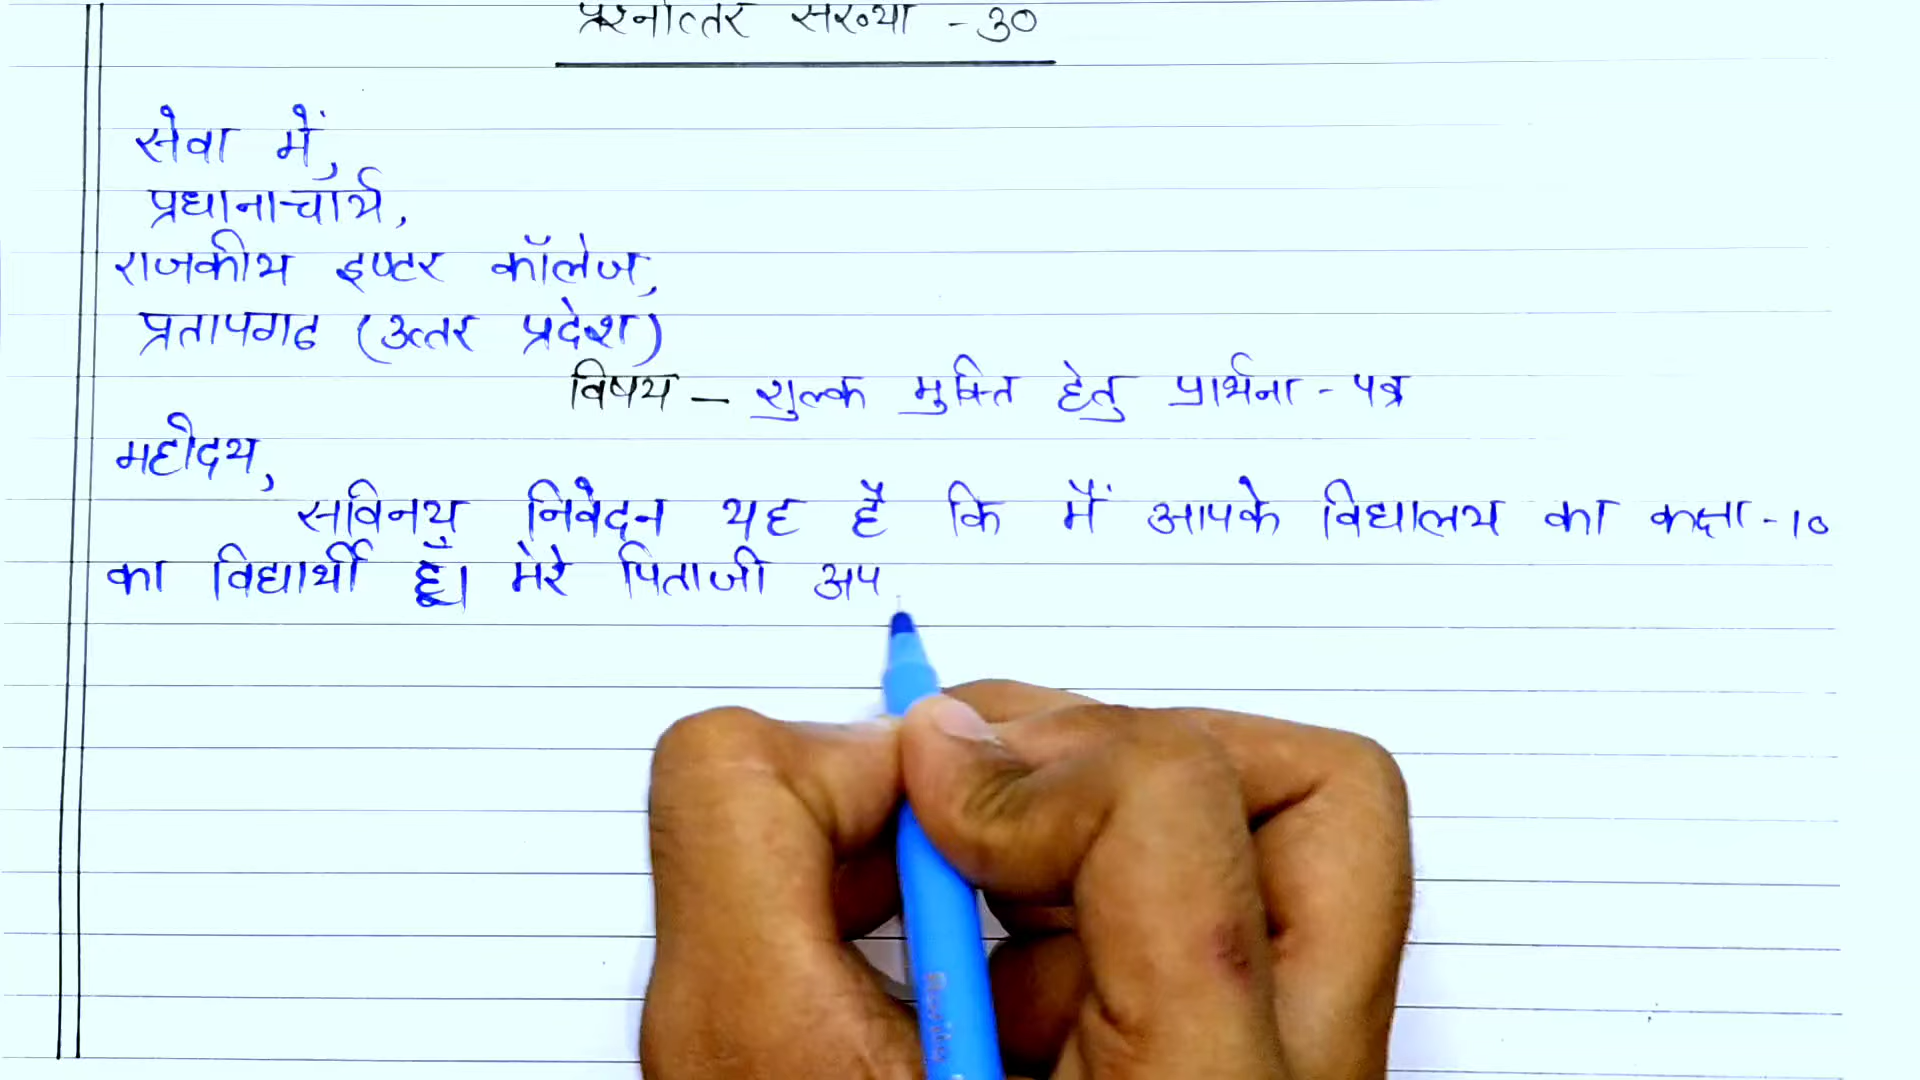 प्रश्नोत्तर संख्या - 30
सेवा में,
प्रधानाचार्य,
राजकीय इण्टर कॉलेज,
प्रतापगढ (उत्तर प्रदेश)
विषय – शुल्क मुक्ति हेतु प्रार्थना - पत्र
महोदय,
सविनय निवेदन यह है कि मैं आपके विद्यालय का कक्षा - 10
का विद्यार्थी हूँ। मेरे पिताजी अप